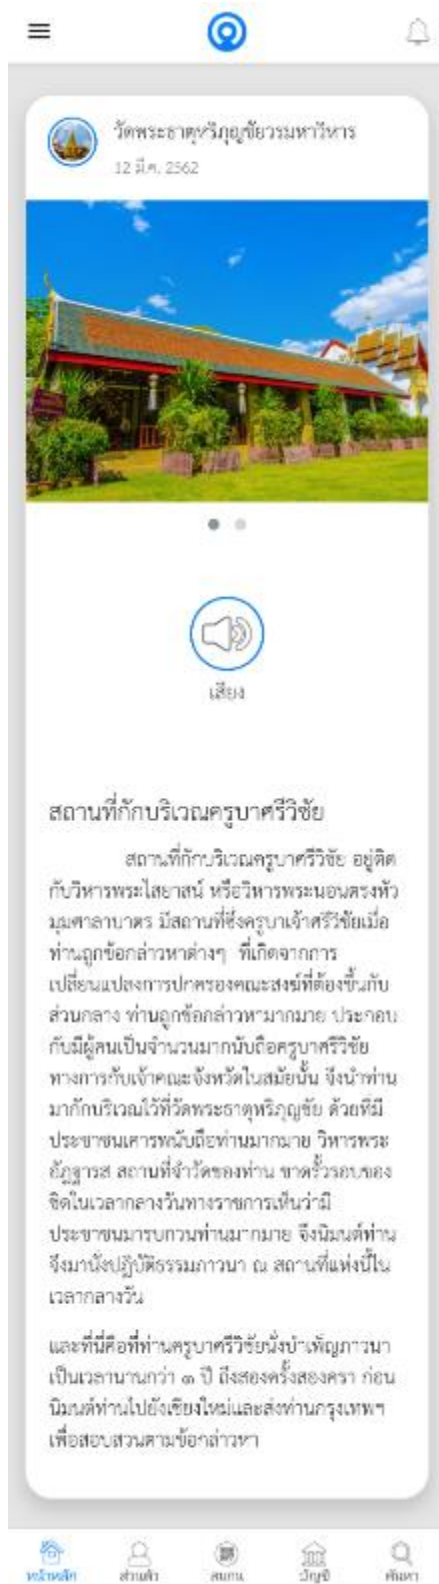 วัดพระธาตุหริภุญชัยวรมหาวิหาร
12 มี.ค. 2562
เสียง
สถานที่กักบริเวณครูบาศรีวิชัย
สถานที่กักบริเวณครูบาศรีวิชัย อยู่ติด
กับวิหารพระไสยาสน์ หรือวิหารพระนอนตรงหัว
มุมศาลาบาตร มีสถานที่ซึ่งครูบาเจ้าศรีวิชัยเมื่อ
ท่านถูกข้อกล่าวหาต่างๆ ที่เกิดจากการ
เปลี่ยนแปลงการปกครองคณะสงฆ์ที่ต้องขึ้นกับ
ส่วนกลาง ท่านถูกข้อกล่าวหามากมาย ประกอบ
กับมีผู้คนเป็นจำนวนมากนับถือครูบาศรีวิชัย
ทางการกับเจ้าคณะจังหวัดในสมัยนั้น จึงนำท่าน
มากักบริเวณไว้ที่วัดพระธาตุหริภุญชัย ด้วยที่มี
ประชาชนเคารพนับถือท่านมากมาย วิหารพระ
อัฏฐารส สถานที่จำวัดของท่าน ขาดรั้วรอบของ
ชิดในเวลากลางวันทางราชการเห็นว่ามี
ประชาชนมารบกวนท่านมากมาย จึงนิมนต์ท่าน
จึงมานั่งปฏิบัติธรรมภาวนา ณ สถานที่แห่งนี้ใน
เวลากลางวัน
และที่นี่คือที่ท่านครูบาศรีวิชัยนั่งบำเพ็ญภาวนา
เป็นเวลานานกว่า ๑ ปี ถึงสองครั้งสองครา ก่อน
นิมนต์ท่านไปยังเชียงใหม่และส่งท่านกรุงเทพฯ
เพื่อสอบสวนตามข้อกล่าวหา
หน้าหลัก ส่วนตัว สแกน บัญชี ค้นหา